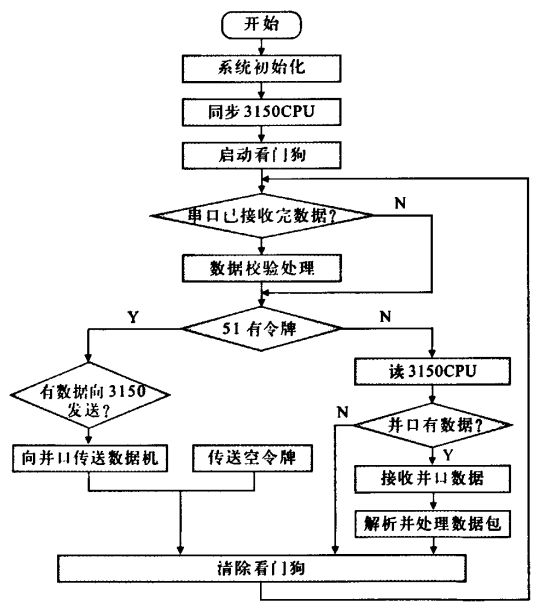 开始
系统初始化
同步3150CPU
启动看门狗
串口已接收完数据?
N
数据校验处理
Y
51有令牌
N
读3150CPU
有数据向3150
发送?
N
并口有数据?
Y
向并口传送数据机
传送空令牌
接收并口数据
解析并处理数据包
清除看门狗